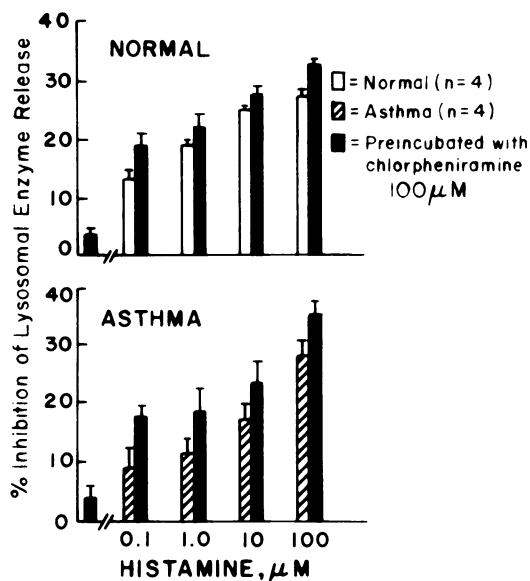 % Inhibition of Lysosomal Enzyme Release
40
NORMAL
30
20
10
0
= Normal (n=4)
= Asthma (n=4)
= Preincubated with
chlorpheniramine
100 μM
40
ASTHMA
30
20
10
0
0.1 1.0 10 100
HISTAMINE, μM